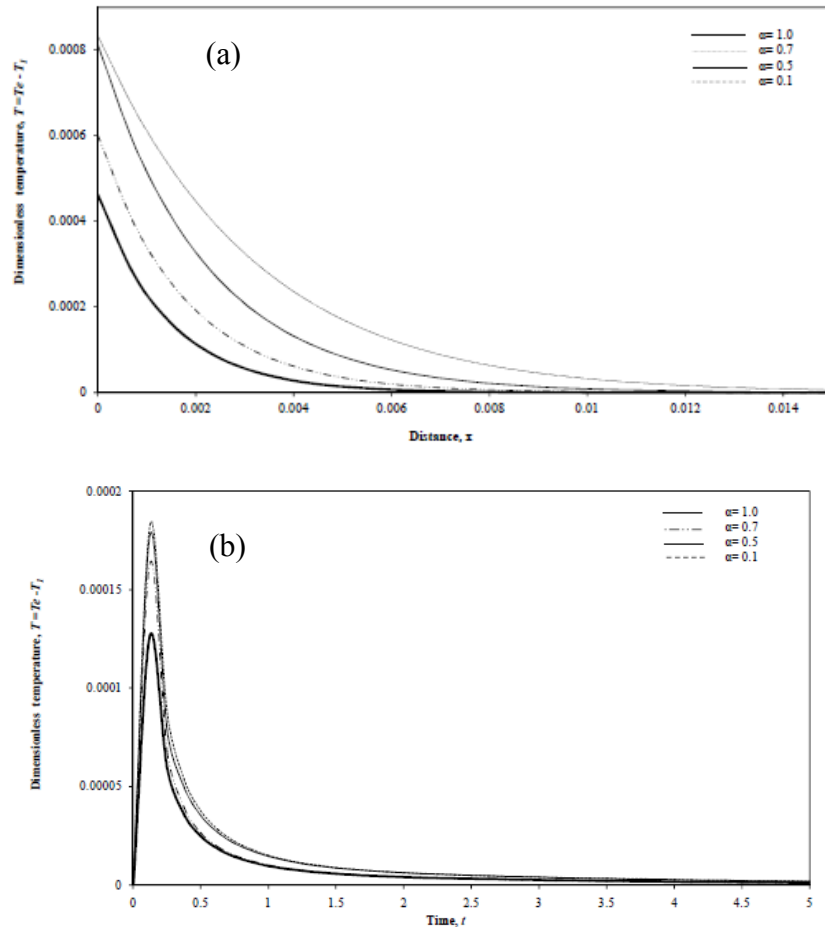 (a)
α= 1.0
α= 0.7
α= 0.5
α= 0.1
Dimensionless temperature, T=Te-T₁
0.0008
0.0006
0.0004
0.0002
0
0
0.002
0.004
0.006
0.008
0.01
0.012
0.014
Distance, x
(b)
α= 1.0
α= 0.7
α= 0.5
α= 0.1
Dimensionless temperature, T=Te-T₁
0.0002
0.00015
0.0001
0.00005
0
0
0.5
1
1.5
2
2.5
3
3.5
4
4.5
5
Time, t